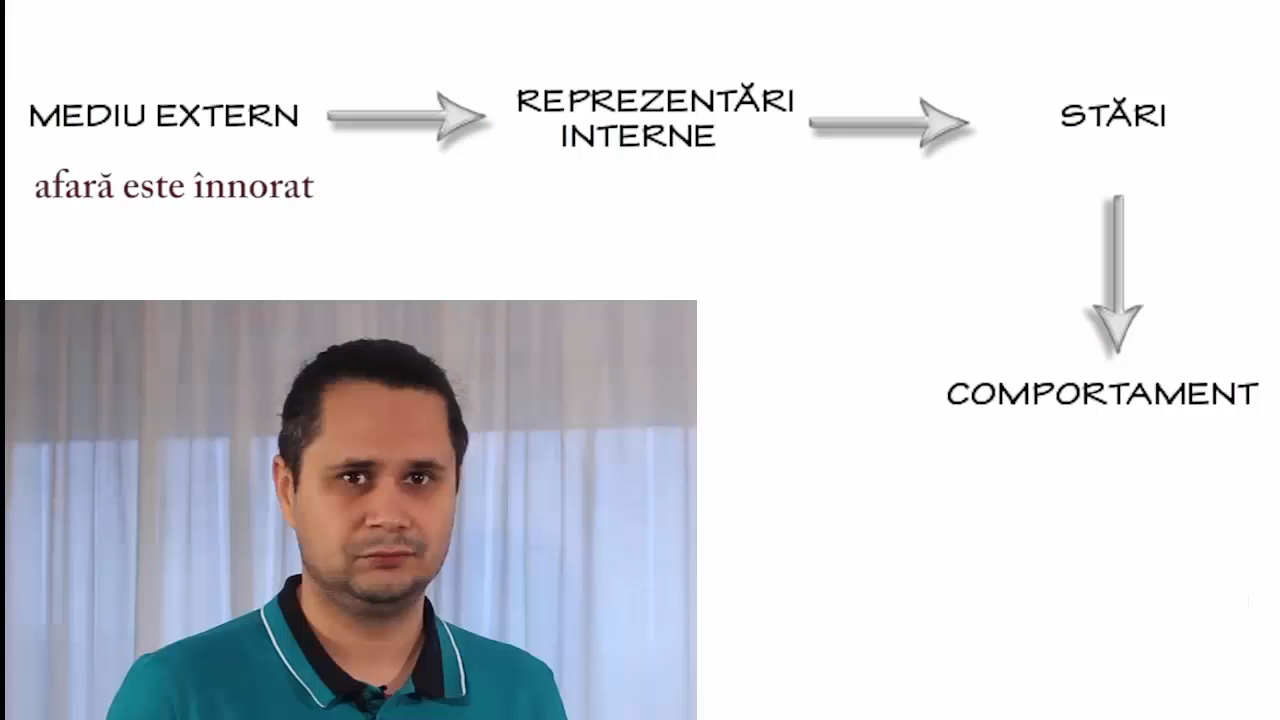 MEDIU EXTERN
REPREZENTĂRI
INTERNE
STĂRI
afară este înnorat
COMPORTAMENT